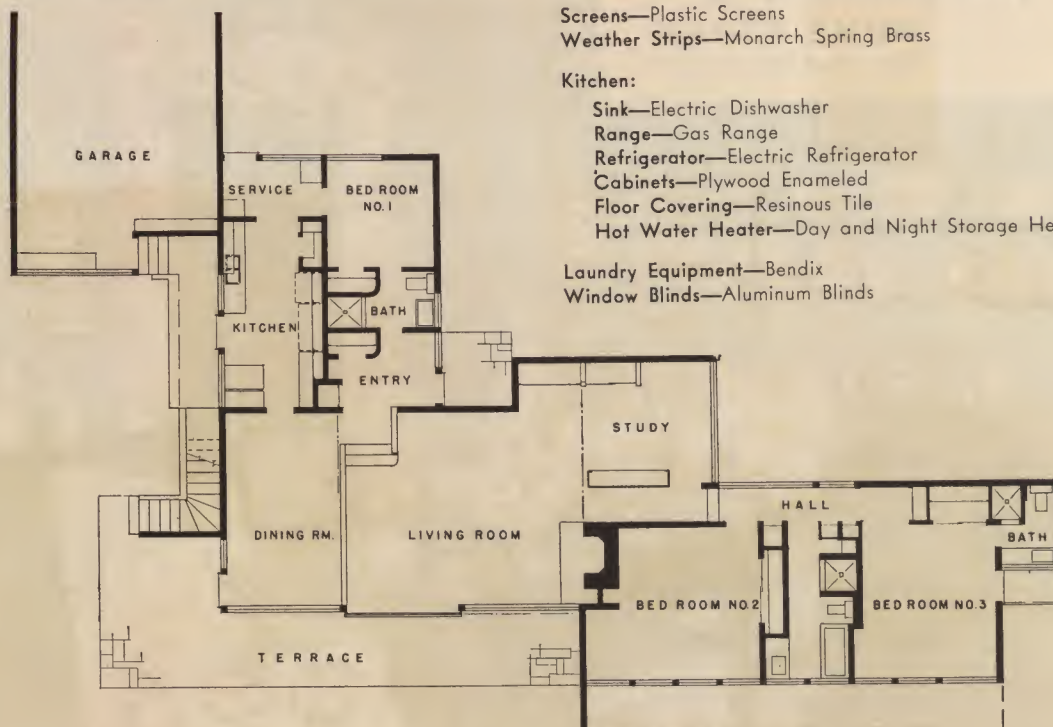 Screens—Plastic Screens
Weather Strips—Monarch Spring Brass
Kitchen:
Sink—Electric Dishwasher
Range—Gas Range
Refrigerator—Electric Refrigerator
Cabinets—Plywood Enameled
Floor Covering—Resinous Tile
Hot Water Heater—Day and Night Storage He
Laundry Equipment—Bendix
Window Blinds—Aluminum Blinds
GARAGE
SERVICE
BED ROOM
NO. 1
BATH
KITCHEN
ENTRY
STUDY
HALL
DINING RM.
LIVING ROOM
BATH
BED ROOM NO. 2
BED ROOM NO. 3
TERRACE